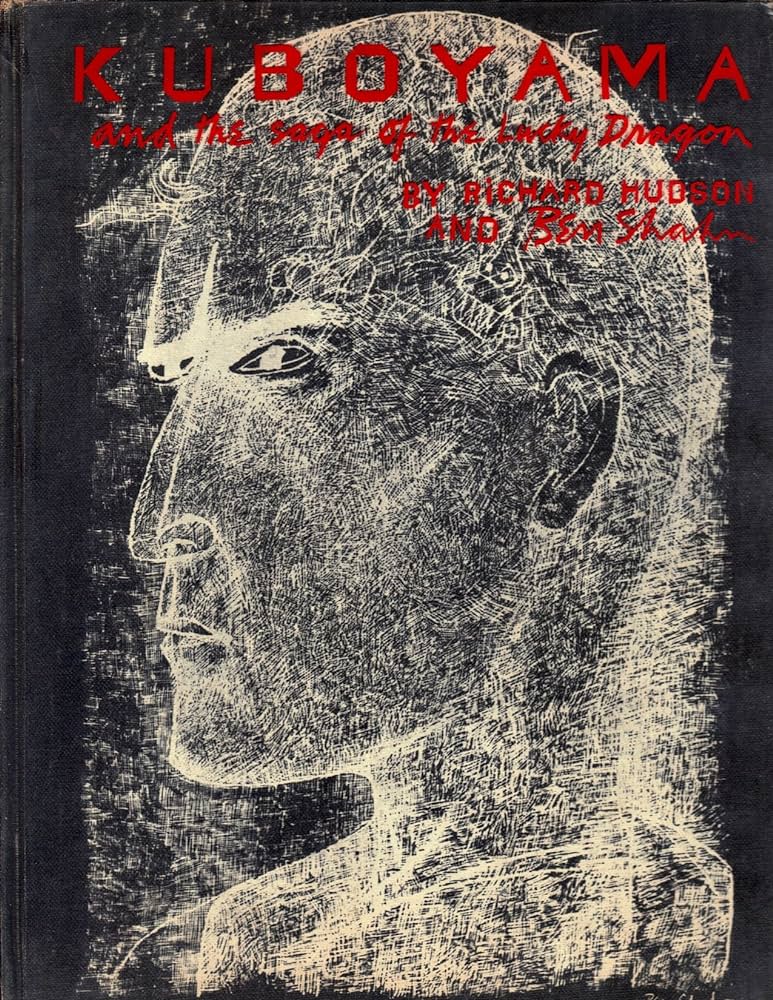 KUBOYAMA
and the saga of the Lucky Dragon
BY RiCHARD HUDSON
AND Ben Shahn